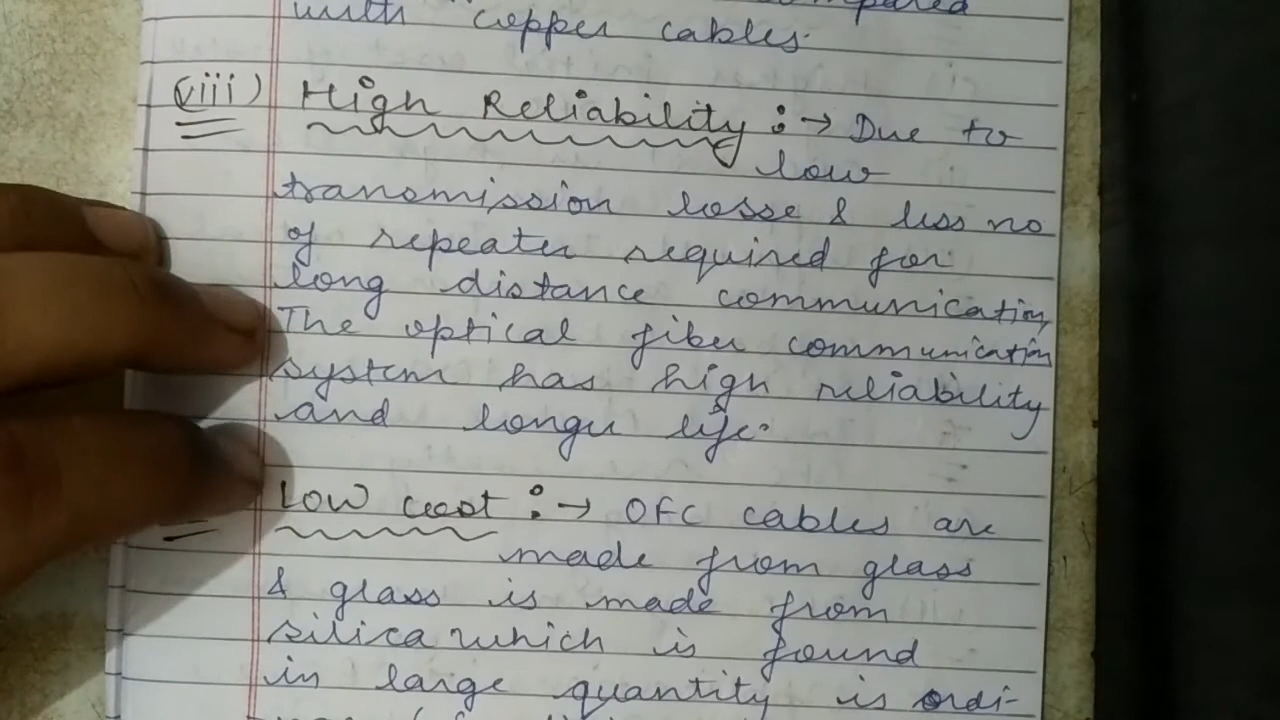 compared
with copper cables.
(viii) High Reliability :→ Due to
low
transmission losse & less no
of repeater required for
long distance communication,
The optical fiber communication
system has high reliability
and longer life.
Low cost :→ OFC cables are
made from glass
& glass is made from
silica which is found
in large quantity is ordi-